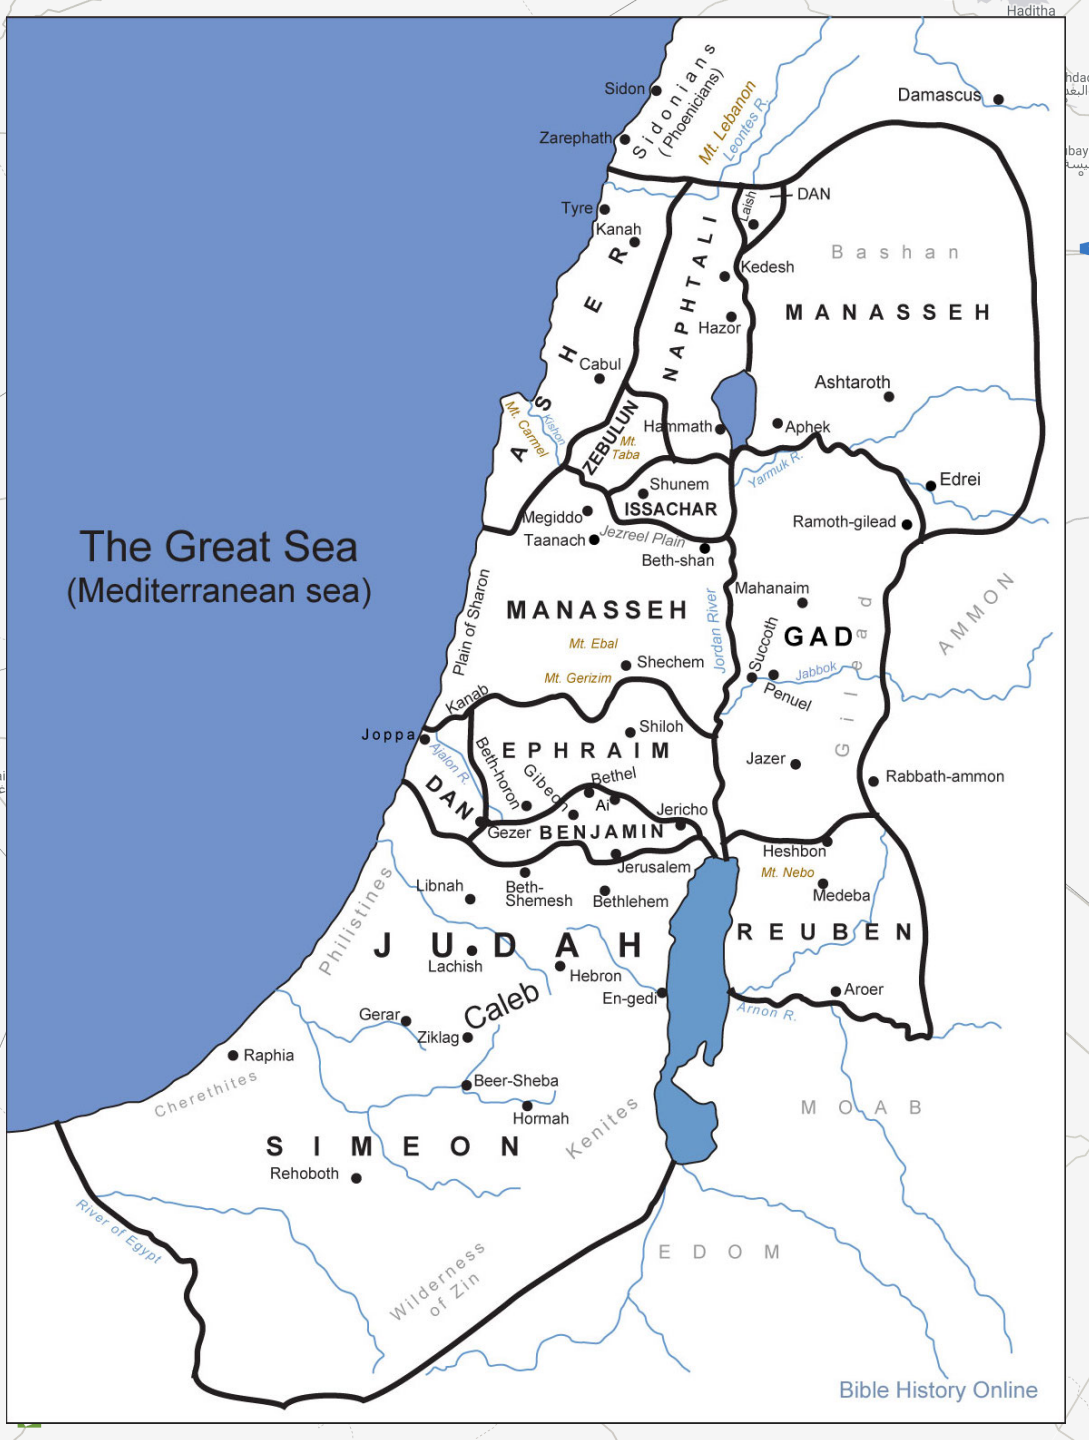 Haditha
Sidonians
(Phoenicians)
Sidon
Damascus
Mt. Lebanon
Leontes R.
Zarephath
DAN
Laish
Tyre
Kanah
Bashan
Kedesh
NAPHTALI
MANASSEH
Hazor
ASHER
Cabul
Ashtaroth
Mt. Carmel
Kishon
ZEBULUN
Hammath
Aphek
Mt.
Taba
Yarmuk R.
Edrei
Shunem
ISSACHAR
Megiddo
Ramoth-gilead
Taanach
Jezreel Plain
Beth-shan
The Great Sea
(Mediterranean sea)
Plain of Sharon
Mahanaim
AMMON
MANASSEH
Jordan River
GAD
Gilead
Mt. Ebal
Succoth
Shechem
Jabbok
Mt. Gerizim
Penuel
Kanab
Joppa
Shiloh
EPHRAIM
Ajalon R.
Beth-horon
Gibeon
Bethel
Jazer
Rabbath-ammon
DAN
Ai
Jericho
Gezer
BENJAMIN
Heshbon
Jerusalem
Mt. Nebo
Libnah
Beth-
Shemesh
Bethlehem
Medeba
Philistines
JUDAH
REUBEN
Lachish
Hebron
En-gedi
Aroer
Caleb
Arnon R.
Gerar
Ziklag
Raphia
Beer-Sheba
Cherethites
Hormah
Kenites
MOAB
SIMEON
Rehoboth
River of Egypt
Wilderness
of Zin
EDOM
Bible History Online